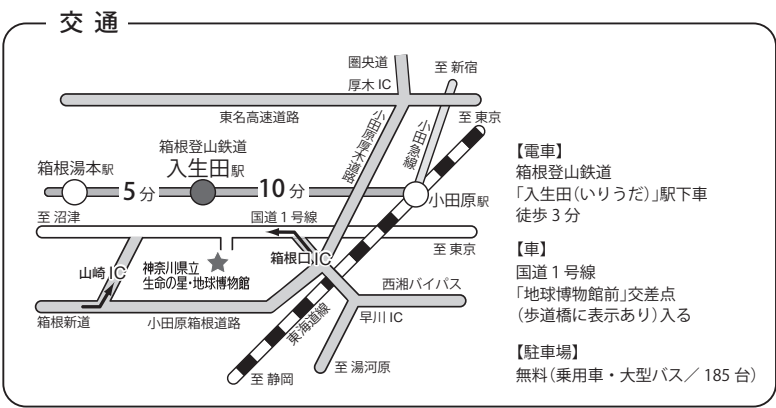 交 通
圏央道
至 新宿
厚木 IC
東名高速道路
至 東京
小田原厚木道路
小田急線
箱根登山鉄道
入生田駅
箱根湯本駅
5分
10分
小田原駅
至 沼津
国道1号線
至 東京
山崎 IC
神奈川県立
生命の星・地球博物館
箱根口 IC
西湘バイパス
箱根新道
小田原箱根道路
東海道線
早川 IC
至 静岡
至 湯河原
【電車】
箱根登山鉄道
「入生田(いりうだ)」駅下車
徒歩 3 分
【車】
国道 1 号線
「地球博物館前」交差点
(歩道橋に表示あり)入る
【駐車場】
無料(乗用車・大型バス/ 185 台)